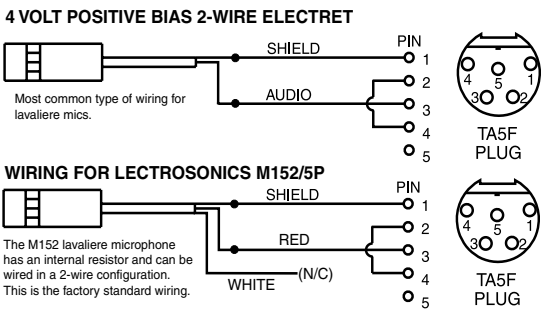 4 VOLT POSITIVE BIAS 2-WIRE ELECTRET
SHIELD
PIN
1
2
AUDIO
3
4
5
Most common type of wiring for
lavaliere mics.
4
5
1
3
2
TA5F
PLUG
WIRING FOR LECTROSONICS M152/5P
SHIELD
PIN
1
2
RED
3
WHITE
(N/C)
4
5
The M152 lavaliere microphone
has an internal resistor and can be
wired in a 2-wire configuration.
This is the factory standard wiring.
4
5
1
3
2
TA5F
PLUG